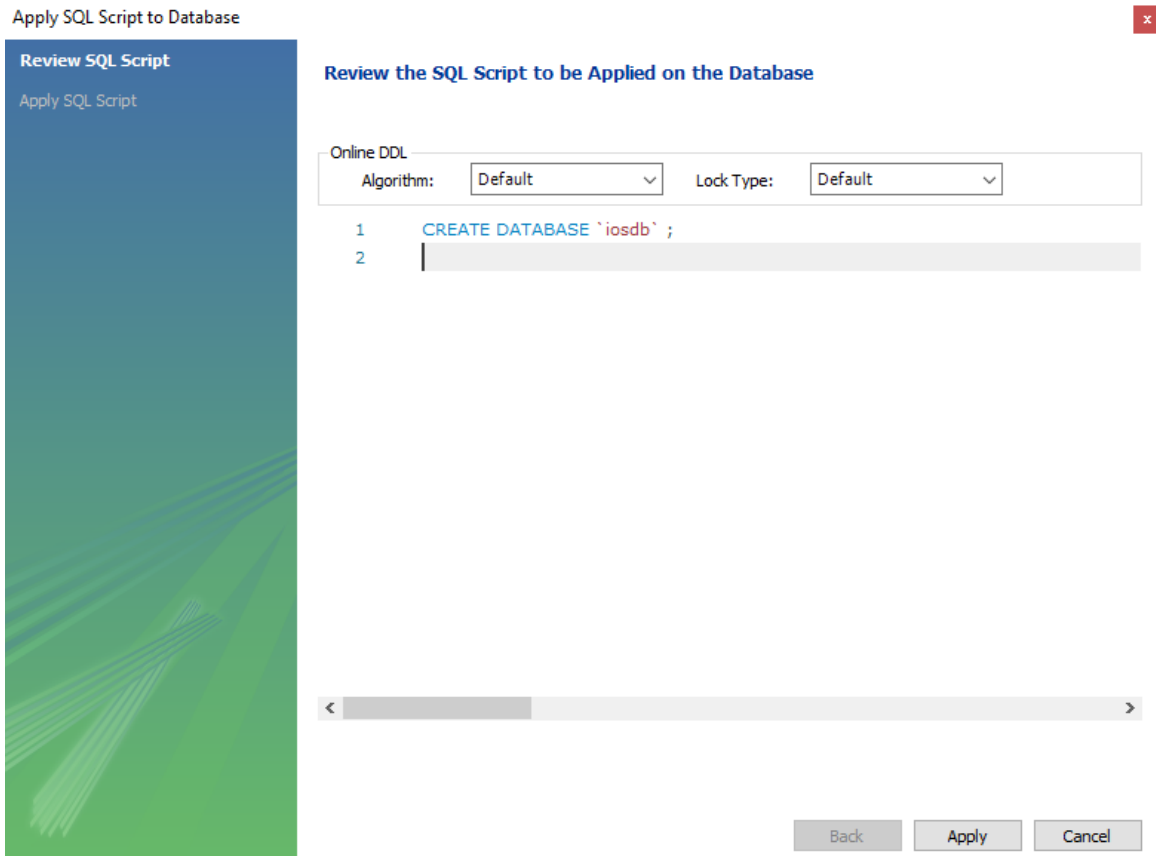 Apply SQL Script to Database
x
Review SQL Script
Apply SQL Script
Review the SQL Script to be Applied on the Database
Online DDL
Algorithm: Default Lock Type: Default
1 CREATE DATABASE `iosdb` ;
2
Back Apply Cancel